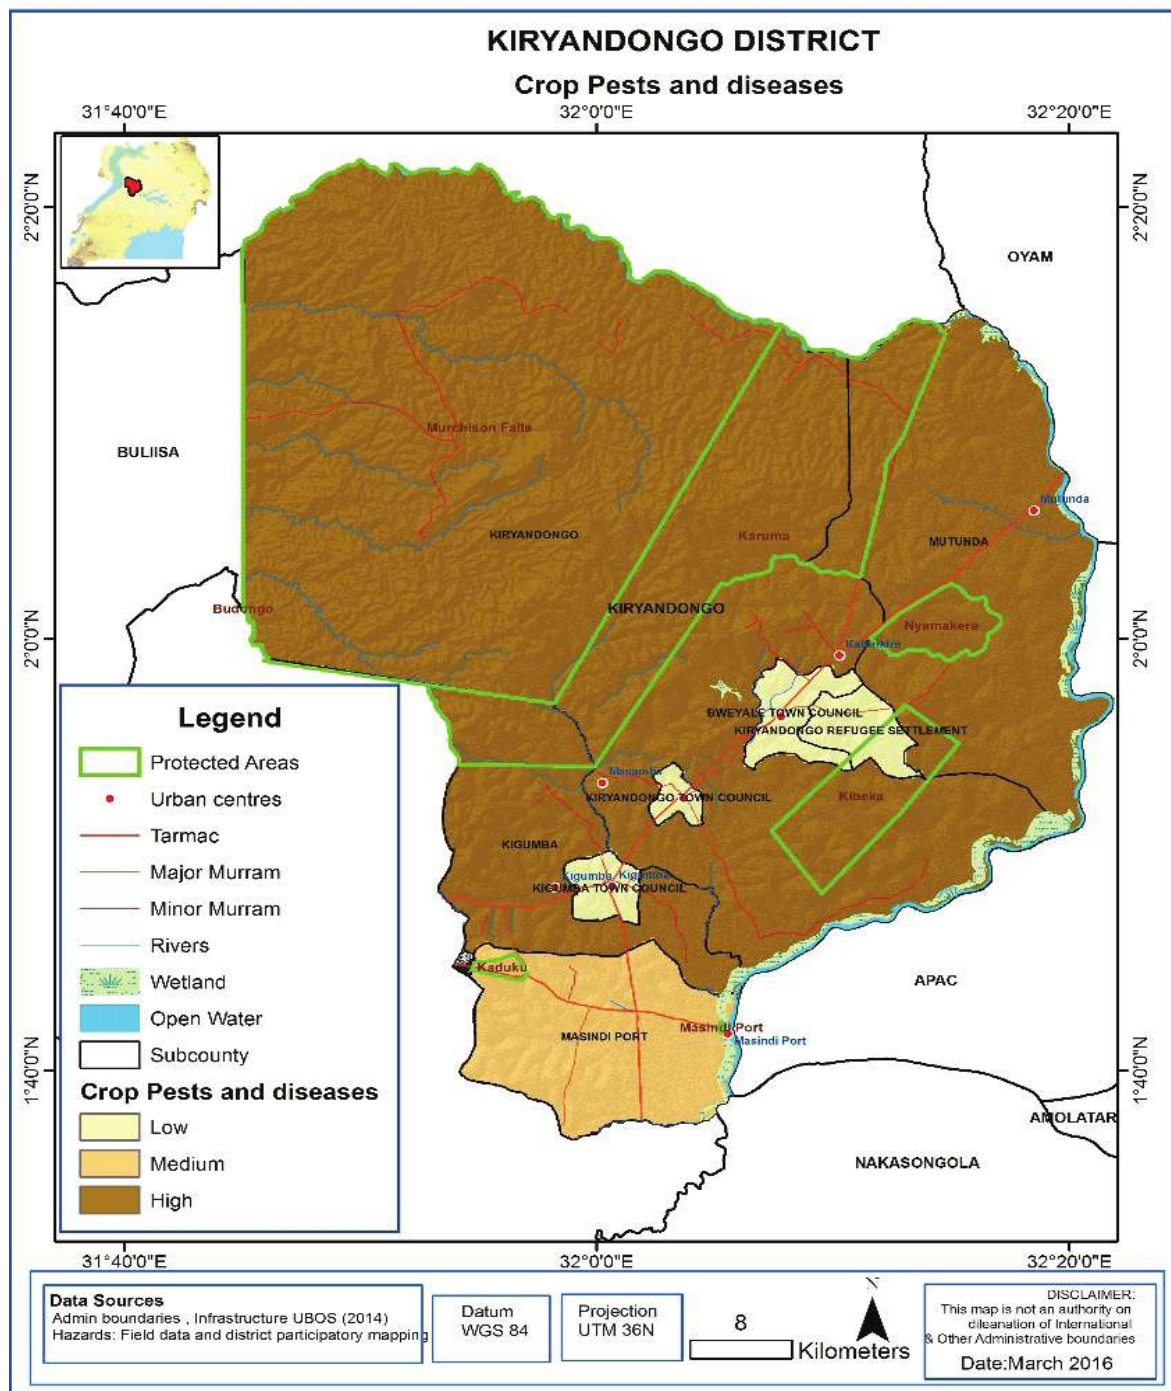 KIRYANDONGO DISTRICT
Crop Pests and diseases
31°40'0"E
32°0'0"E
32°20'0"E
2°20'0"N
2°20'0"N
OYAM
BULIISA
Murchison Falls
Mutunda
KIRYANDONGO
Karuma
MUTUNDA
Budongo
KIRYANDONGO
Nyamakere
2°0'0"N
2°0'0"N
BWEYALE TOWN COUNCIL
KIRYANDONGO REFUGEE SETTLEMENT
KIRYANDONGO TOWN COUNCIL
Kibeka
KIGUMBA
Kigumba
Kigumba
KIGUMBA TOWN COUNCIL
Kaduku
APAC
MASINDI PORT
Masindi Port
Masindi Port
1°40'0"N
1°40'0"N
AMOLATAR
NAKASONGOLA
Legend
Protected Areas
Urban centres
Tarmac
Major Murram
Minor Murram
Rivers
Wetland
Open Water
Subcounty
Crop Pests and diseases
Low
Medium
High
31°40'0"E
32°0'0"E
32°20'0"E
Data Sources
Admin boundaries , Infrastructure UBOS (2014)
Hazards: Field data and district participatory mapping
Datum
WGS 84
Projection
UTM 36N
8
Kilometers
N
DISCLAIMER:
This map is not an authority on
dileanation of International
& Other Administrative boundaries
Date:March 2016